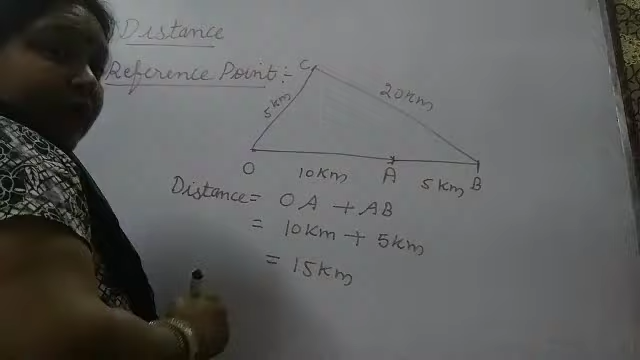 Distance
Reference Point:-
C
5km
20km
O 10km A 5km B
Distance = OA + AB
= 10km + 5km
= 15km